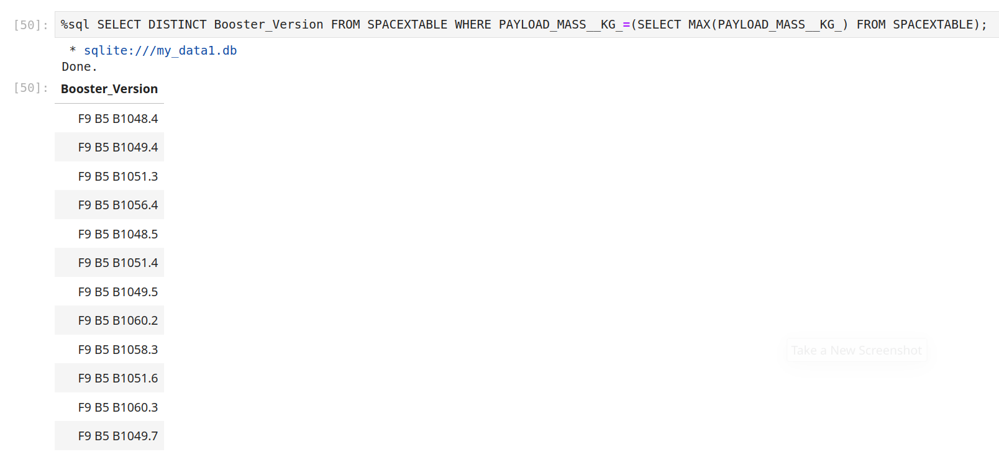 [50]: %sql SELECT DISTINCT Booster_Version FROM SPACEXTABLE WHERE PAYLOAD_MASS__KG_=(SELECT MAX(PAYLOAD_MASS__KG_) FROM SPACEXTABLE);
* sqlite:///my_data1.db
Done.
[50]: Booster_Version
F9 B5 B1048.4
F9 B5 B1049.4
F9 B5 B1051.3
F9 B5 B1056.4
F9 B5 B1048.5
F9 B5 B1051.4
F9 B5 B1049.5
F9 B5 B1060.2
F9 B5 B1058.3
Take a New Screenshot
F9 B5 B1051.6
F9 B5 B1060.3
F9 B5 B1049.7